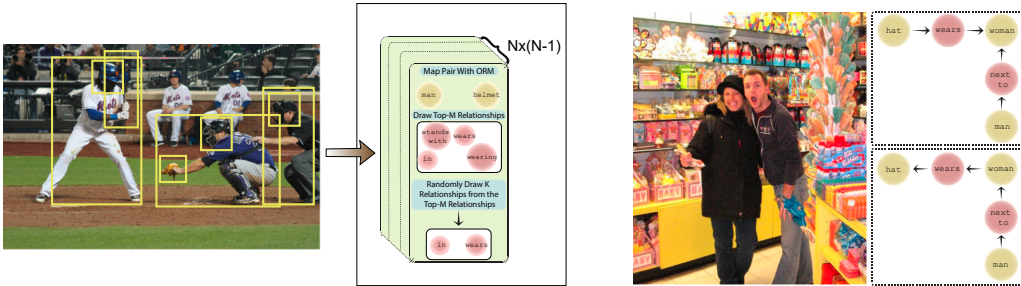 Mets
Nx(N-1)
Map Pair With ORM
man
helmet
Draw Top-M Relationships
stands
with
wears
in
wearing
Randomly Draw K
Relationships from the
Top-M Relationships
in
wears
hat
wears
woman
next
to
man
hat
wears
woman
next
to
man
BABY